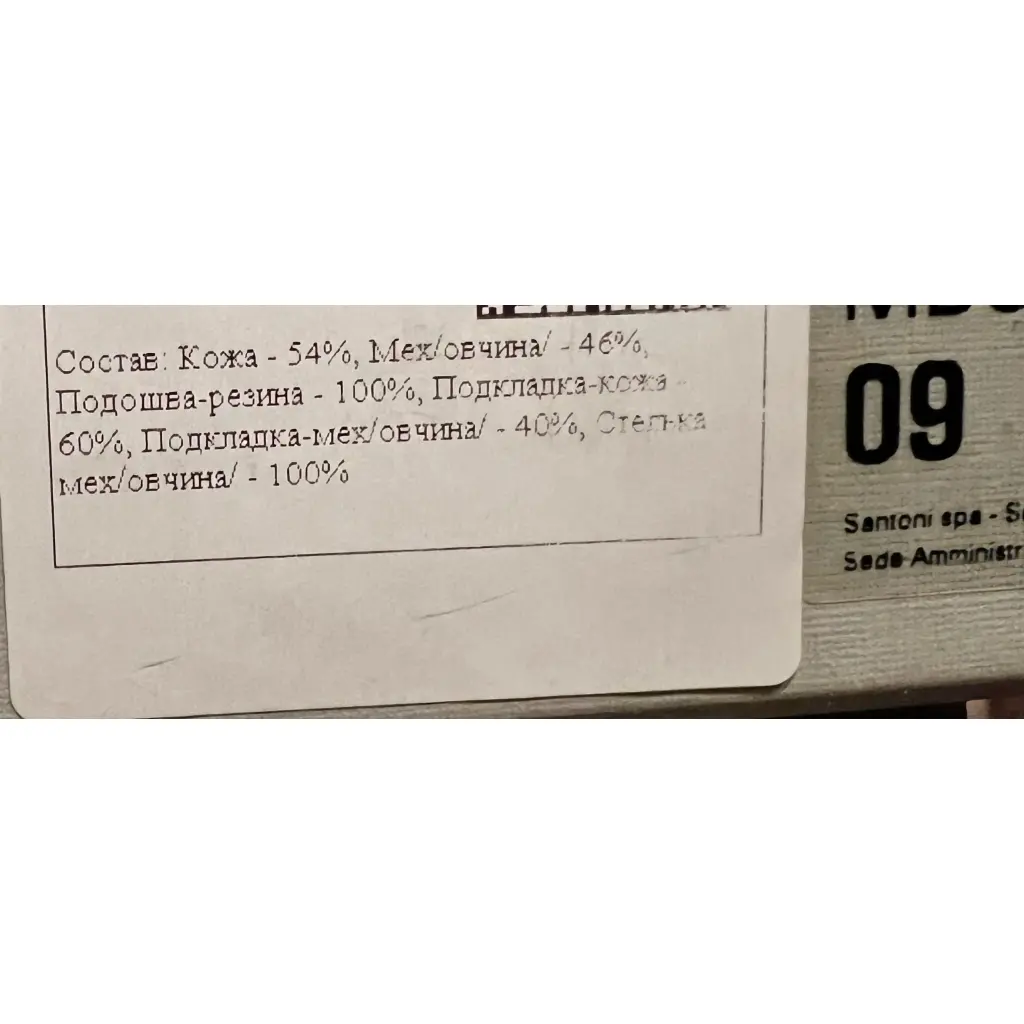 Состав: Кожа - 54%, Мех/овчина/ - 46%,
Подошва-резина - 100%, Подкладка-кожа -
60%, Подкладка-мех/овчина/ - 40%, Стелька
мех/овчина/ - 100%
09
Santoni spa - S
Sede Amministr